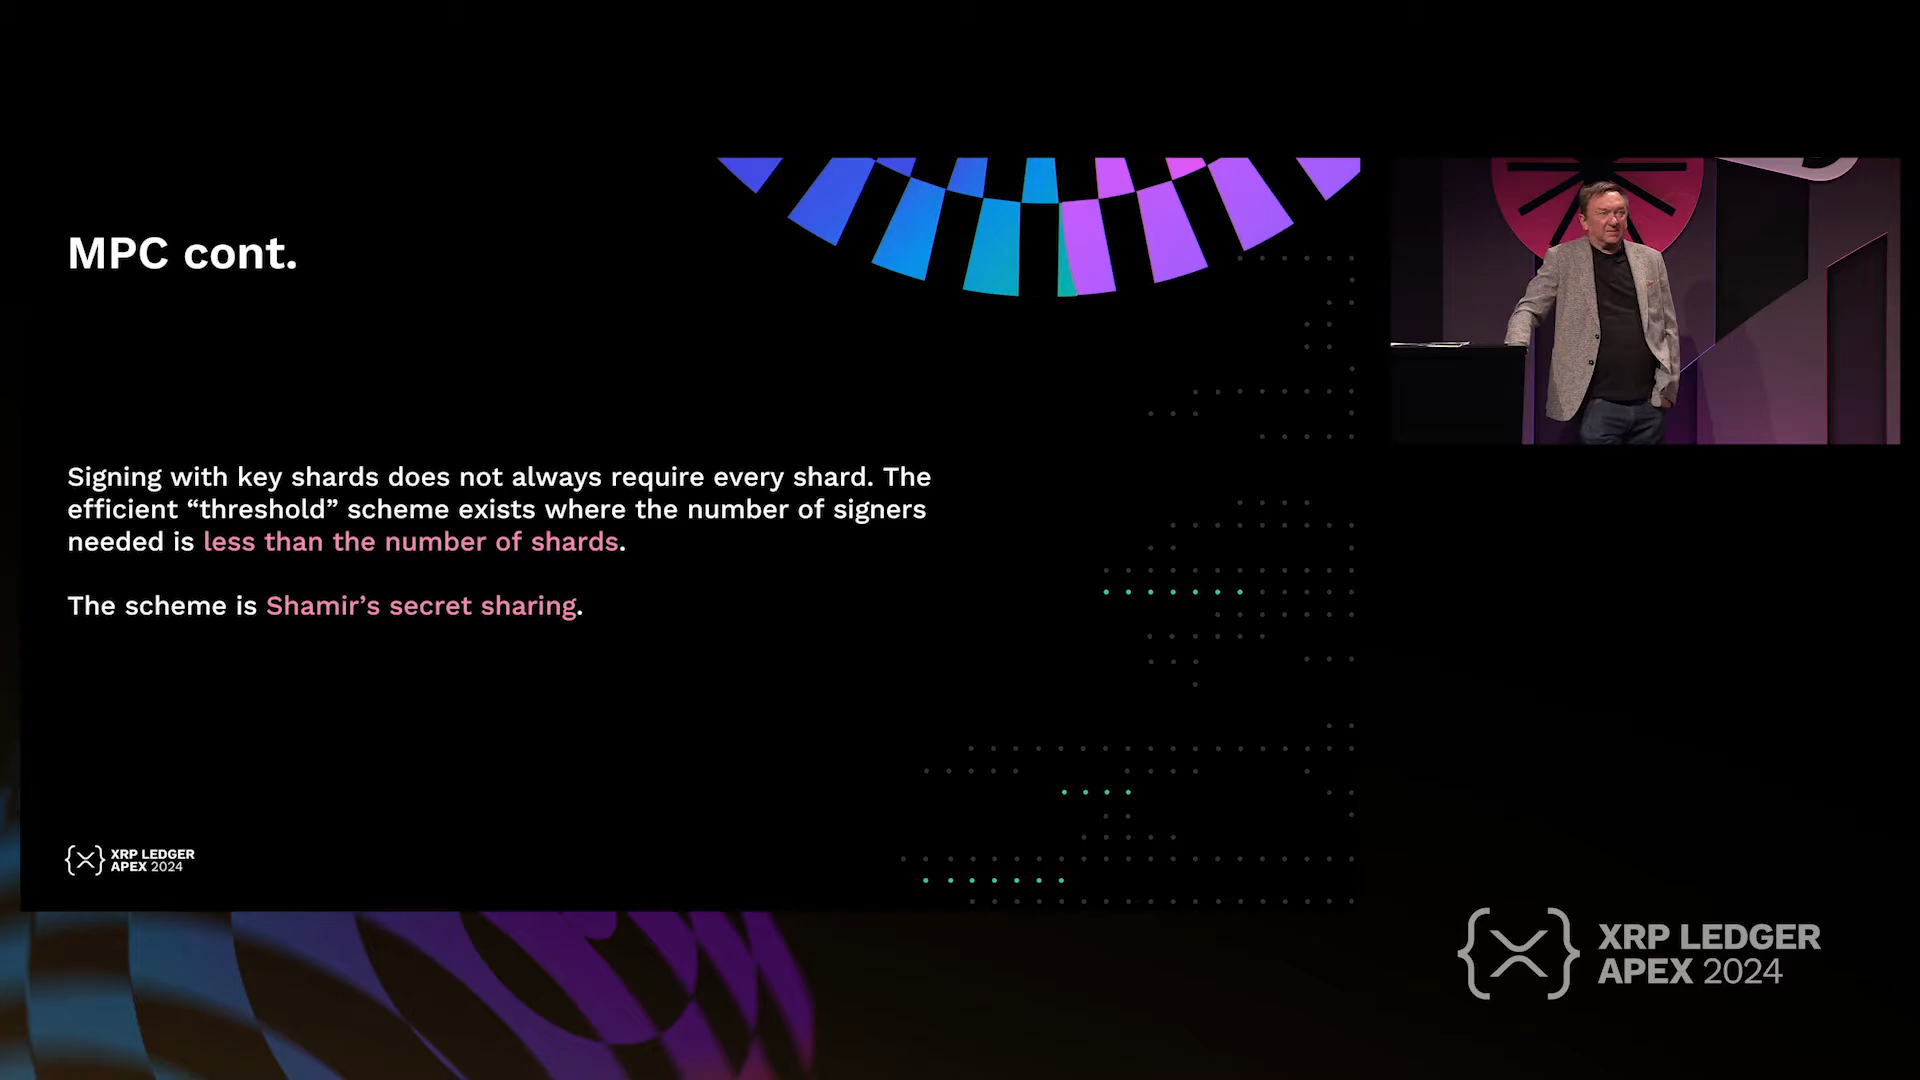 MPC cont.
Signing with key shards does not always require every shard. The
efficient “threshold” scheme exists where the number of signers
needed is less than the number of shards.
The scheme is Shamir’s secret sharing.
XRP LEDGER
APEX 2024
XRP LEDGER
APEX 2024